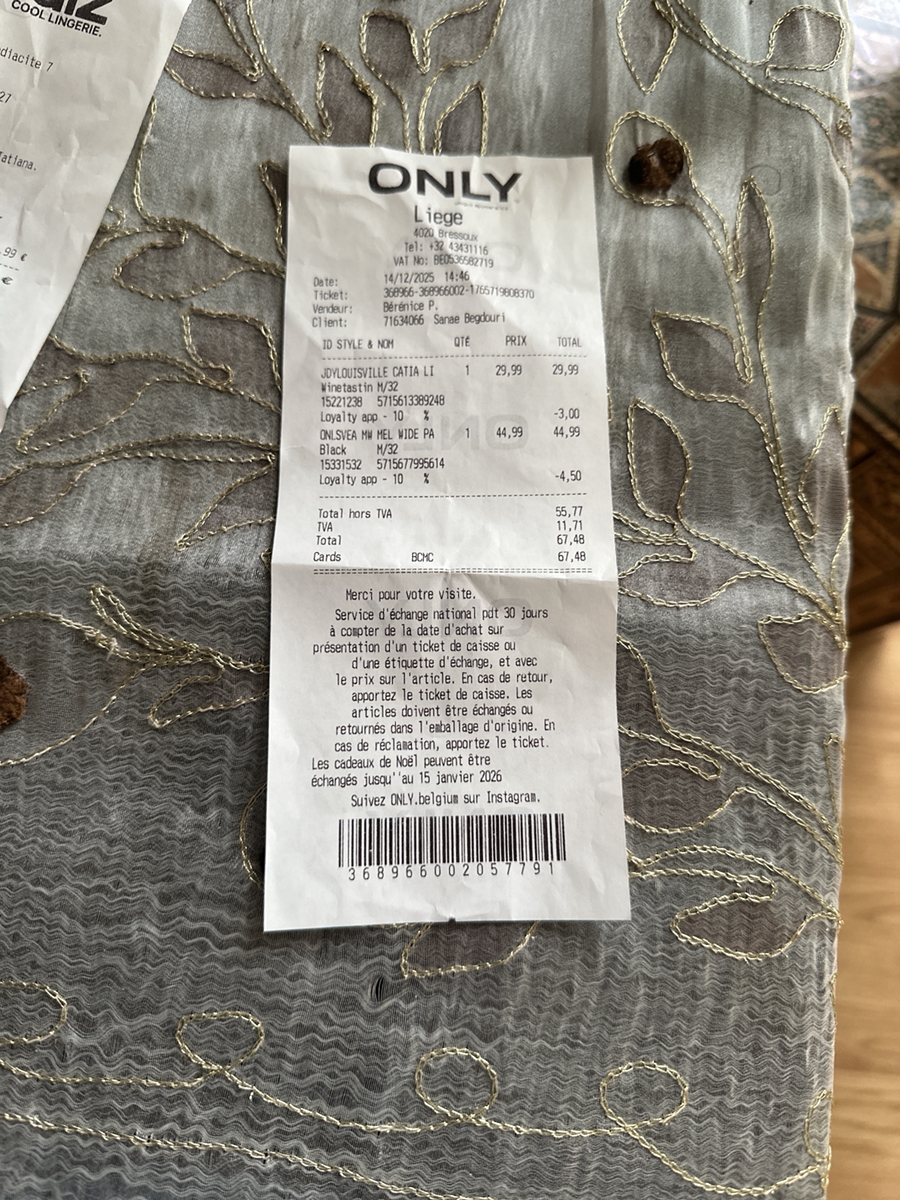 COOL LINGERIE.
diacite 7
27
Tatiana.
.99 €
€
ONLY
Liege
4020 Bressoux
Tel: +32 43431116
VAT No: BE0536582719
Date: 14/12/2025 14:46
Ticket: 368966-368966002-1765719808370
Vendeur: Bérénice P.
Client: 71634066 Sanae Begdouri
ID STYLE & NOM QTÉ PRIX TOTAL
JDYLOUISVILLE CATIA LI 1 29,99 29,99
Winetastin M/32
15221238 5715613389248
Loyalty app - 10 % -3,00
ONLSVEA MW MEL WIDE PA 1 44,99 44,99
Black M/32
15331532 5715677995614
Loyalty app - 10 % -4,50
Total hors TVA 55,77
TVA 11,71
Total 67,48
Cards BCMC 67,48
Merci pour votre visite.
Service d'échange national pdt 30 jours
à compter de la date d'achat sur
présentation d'un ticket de caisse ou
d'une étiquette d'échange, et avec
le prix sur l'article. En cas de retour,
apportez le ticket de caisse. Les
articles doivent être échangés ou
retournés dans l'emballage d'origine. En
cas de réclamation, apportez le ticket.
Les cadeaux de Noël peuvent être
échangés jusqu''au 15 janvier 2026
Suivez ONLY.belgium sur Instagram.
368966002057791